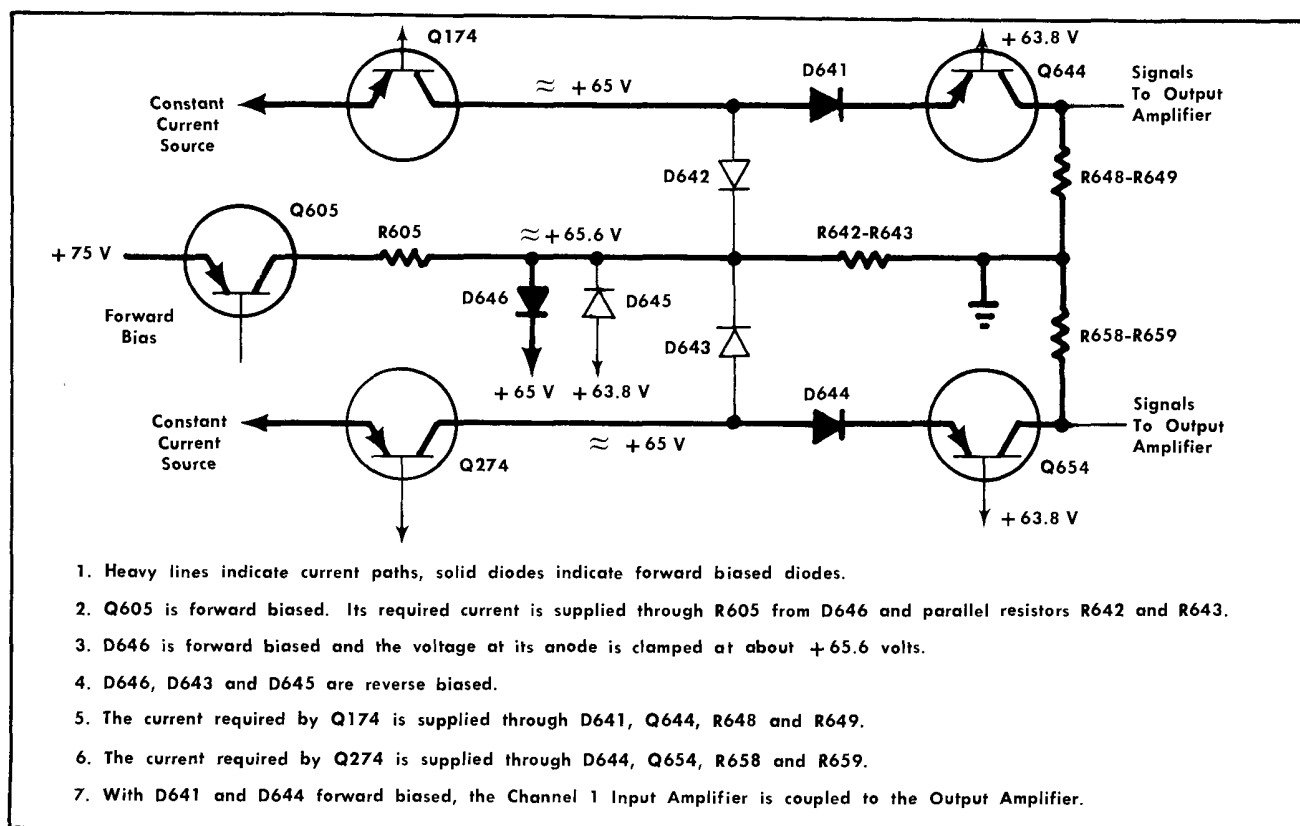 Q174
+63.8 V
D641
Q644
Signals
To Output
Amplifier
≈ +65 V
Constant
Current
Source
D642
R648-R649
Q605
R605
≈ +65.6 V
R642-R643
+75 V
D646
D645
Forward
Bias
D643
R658-R659
+65 V
+63.8 V
D644
Constant
Current
Source
Signals
To Output
Amplifier
≈ +65 V
Q274
Q654
+63.8 V
1. Heavy lines indicate current paths, solid diodes indicate forward biased diodes.
2. Q605 is forward biased. Its required current is supplied through R605 from D646 and parallel resistors R642 and R643.
3. D646 is forward biased and the voltage at its anode is clamped at about +65.6 volts.
4. D646, D643 and D645 are reverse biased.
5. The current required by Q174 is supplied through D641, Q644, R648 and R649.
6. The current required by Q274 is supplied through D644, Q654, R658 and R659.
7. With D641 and D644 forward biased, the Channel 1 Input Amplifier is coupled to the Output Amplifier.